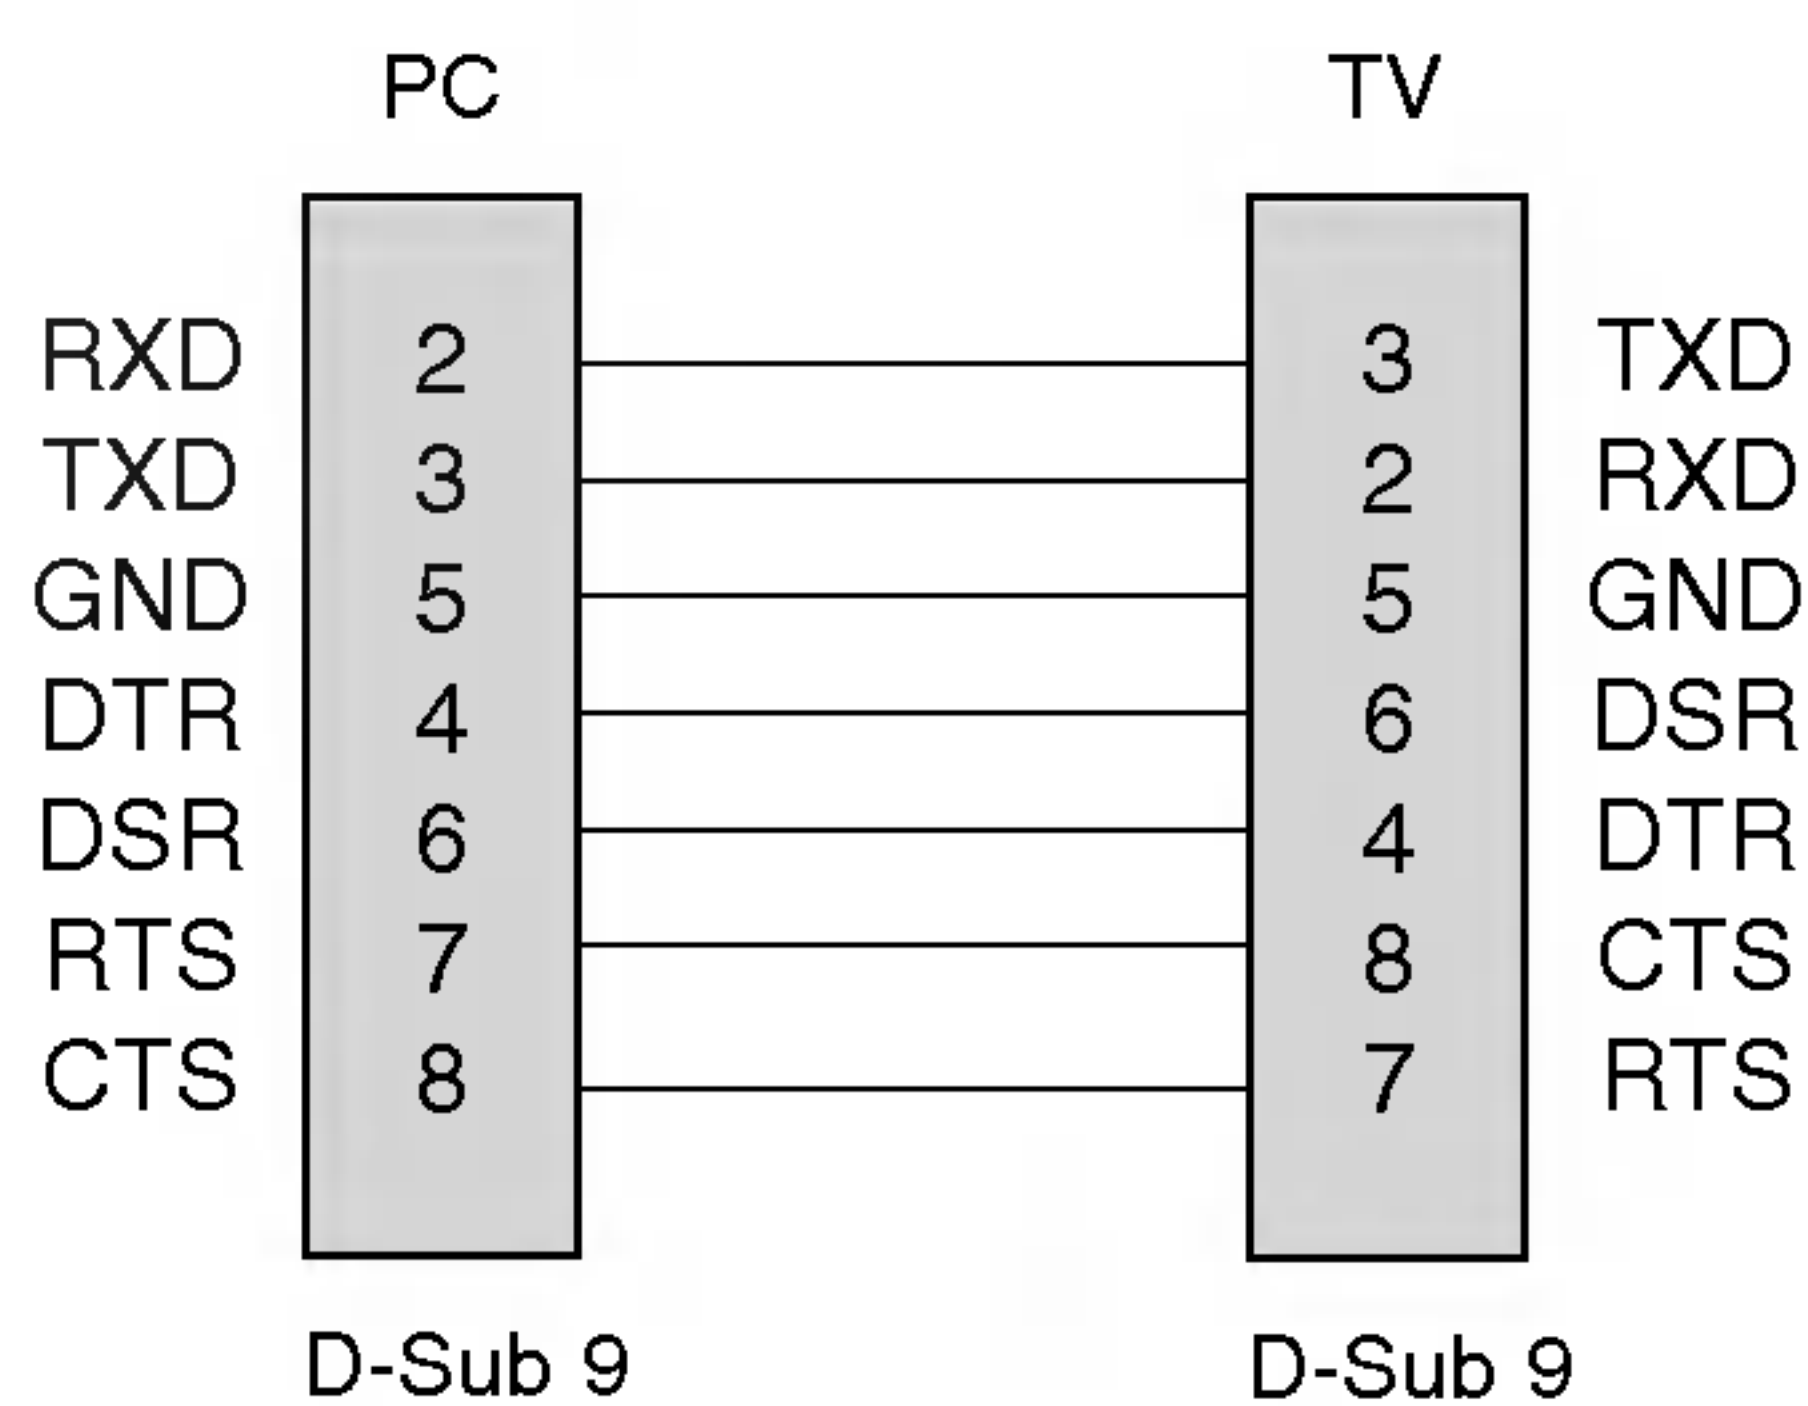 PC TV
RXD 2 3 TXD
TXD 3 2 RXD
GND 5 5 GND
DTR 4 6 DSR
DSR 6 4 DTR
RTS 7 8 CTS
CTS 8 7 RTS
D-Sub 9 D-Sub 9